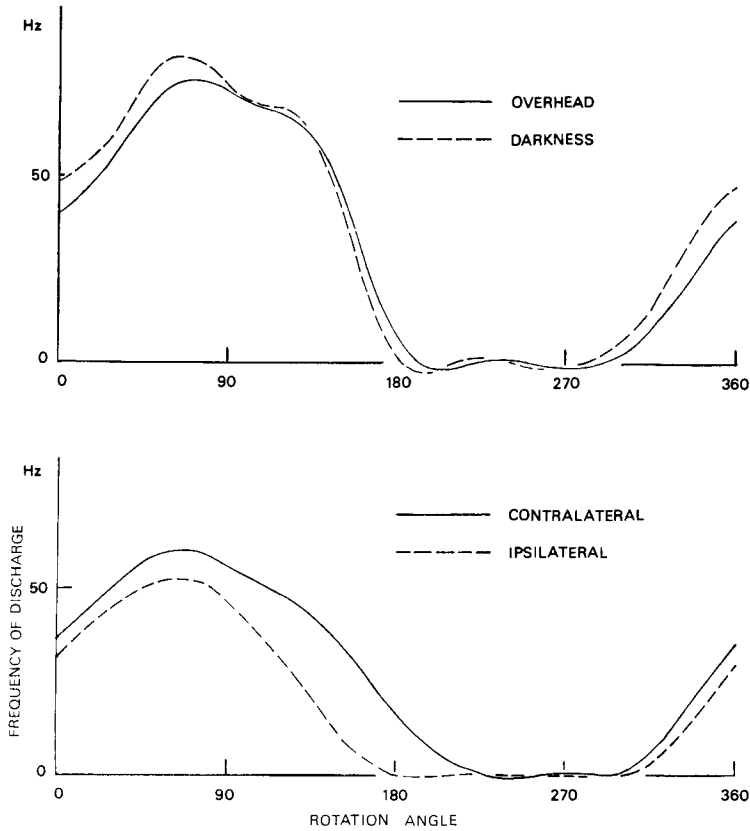 Hz
OVERHEAD
DARKNESS
50
0
0 90 180 270 360
Hz
CONTRALATERAL
IPSILATERAL
50
FREQUENCY OF DISCHARGE
0
0 90 180 270 360
ROTATION ANGLE